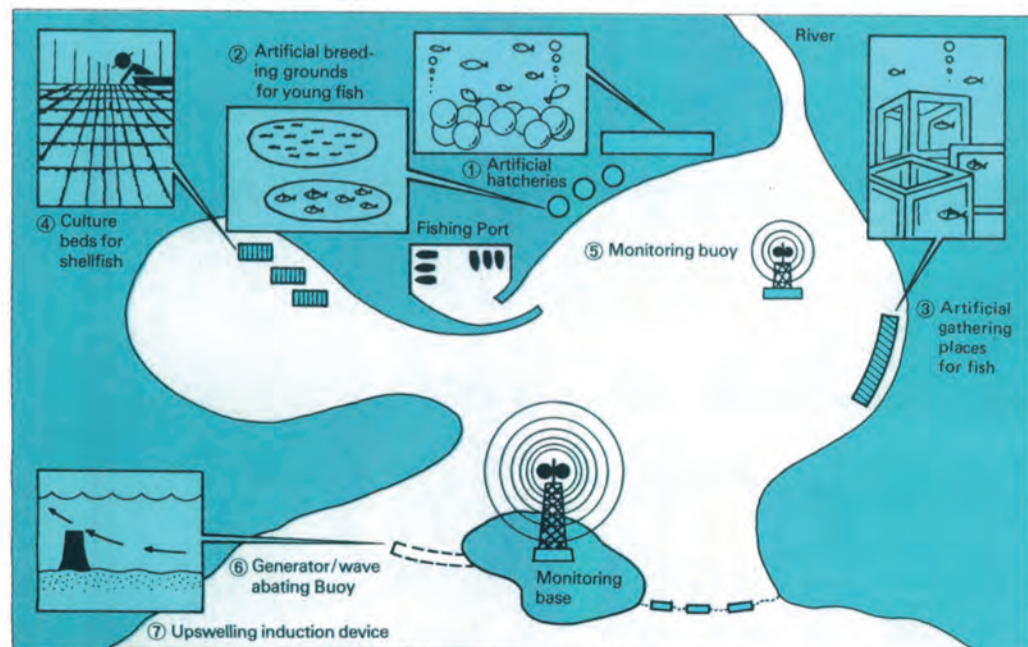 ② Artificial breed-
ing grounds
for young fish
① Artificial
hatcheries
River
④ Culture
beds for
shellfish
Fishing Port
⑤ Monitoring buoy
③ Artificial
gathering
places
for fish
⑥ Generator/wave
abating Buoy
Monitoring
base
⑦ Upswelling induction device